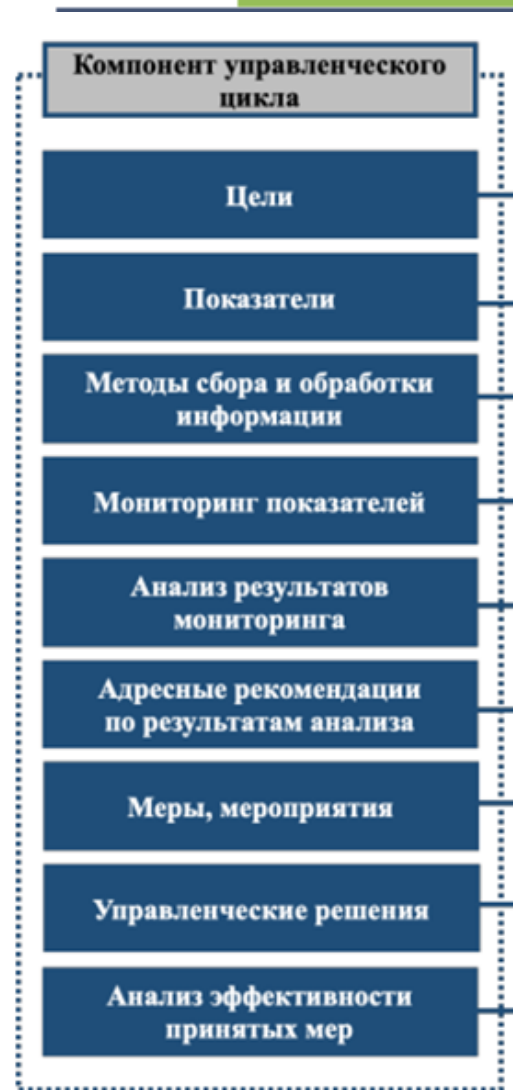 Компонент управленческого
цикла
Цели
Показатели
Методы сбора и обработки
информации
Мониторинг показателей
Анализ результатов
мониторинга
Адресные рекомендации
по результатам анализа
Меры, мероприятия
Управленческие решения
Анализ эффективности
принятых мер